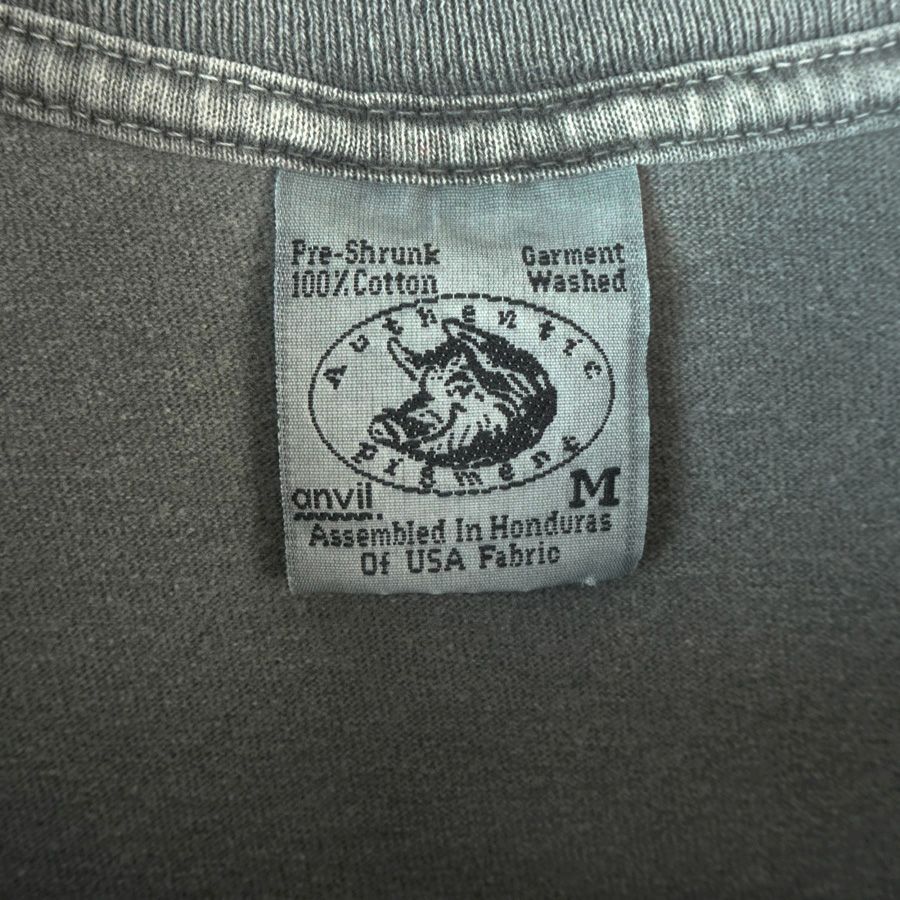 Pre-Shrunk
100% Cotton
Garment
Washed
Authentic
pigment
anvil.
M
Assembled In Honduras
Of USA Fabric